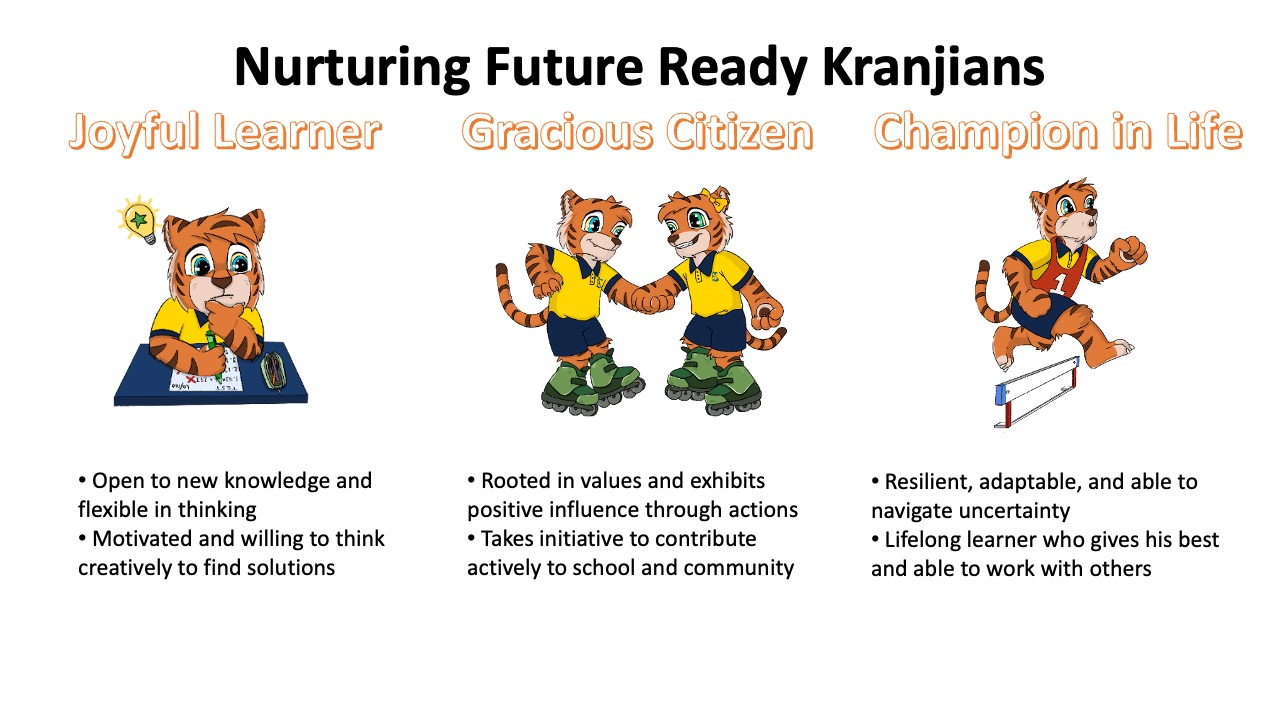 Nurturing Future Ready Kranjians
Joyful Learner
Gracious Citizen
Champion in Life
1
• Open to new knowledge and
flexible in thinking
• Motivated and willing to think
creatively to find solutions
• Rooted in values and exhibits
positive influence through actions
• Takes initiative to contribute
actively to school and community
• Resilient, adaptable, and able to
navigate uncertainty
• Lifelong learner who gives his best
and able to work with others